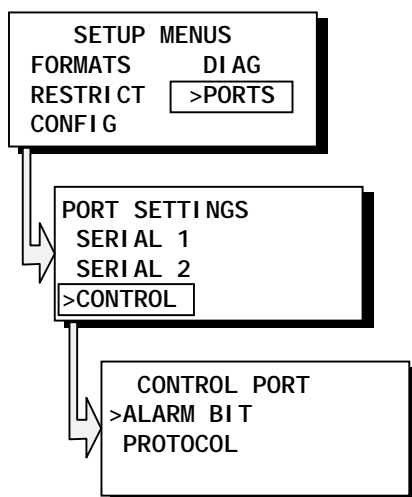 SETUP MENUS
FORMATS DIAG
RESTRICT >PORTS
CONFIG
PORT SETTINGS
SERIAL 1
SERIAL 2
>CONTROL
CONTROL PORT
>ALARM BIT
PROTOCOL